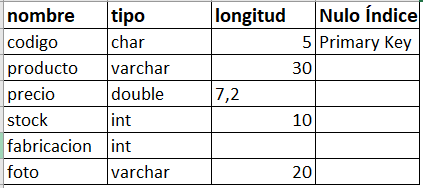 nombre tipo longitud Nulo Índice
codigo char 5 Primary Key
producto varchar 30
precio double 7,2
stock int 10
fabricacion int
foto varchar 20